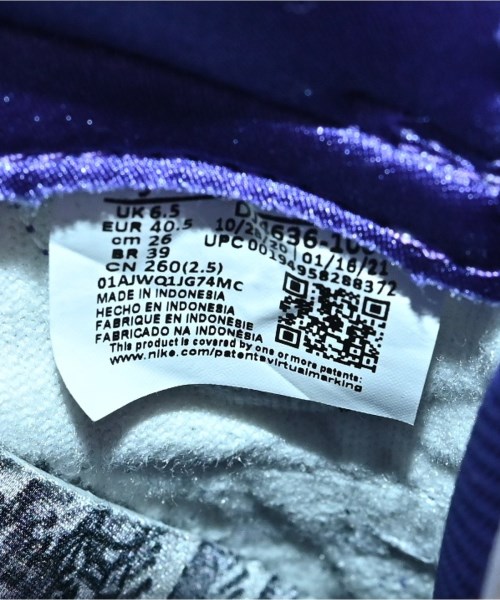 UK 6.5
EUR 40.5
cm 26
BR 39
CN 260(2.5)
01/16/21
UPC 00194958288372
01AJWQ1JG74MC
MADE IN INDONESIA
HECHO EN INDONESIA
FABRIQUE EN INDONESIE
FABRICADO NA INDONÉSIA
This product is covered by one or more patents:
www.nike.com/patentsvirtualmarking